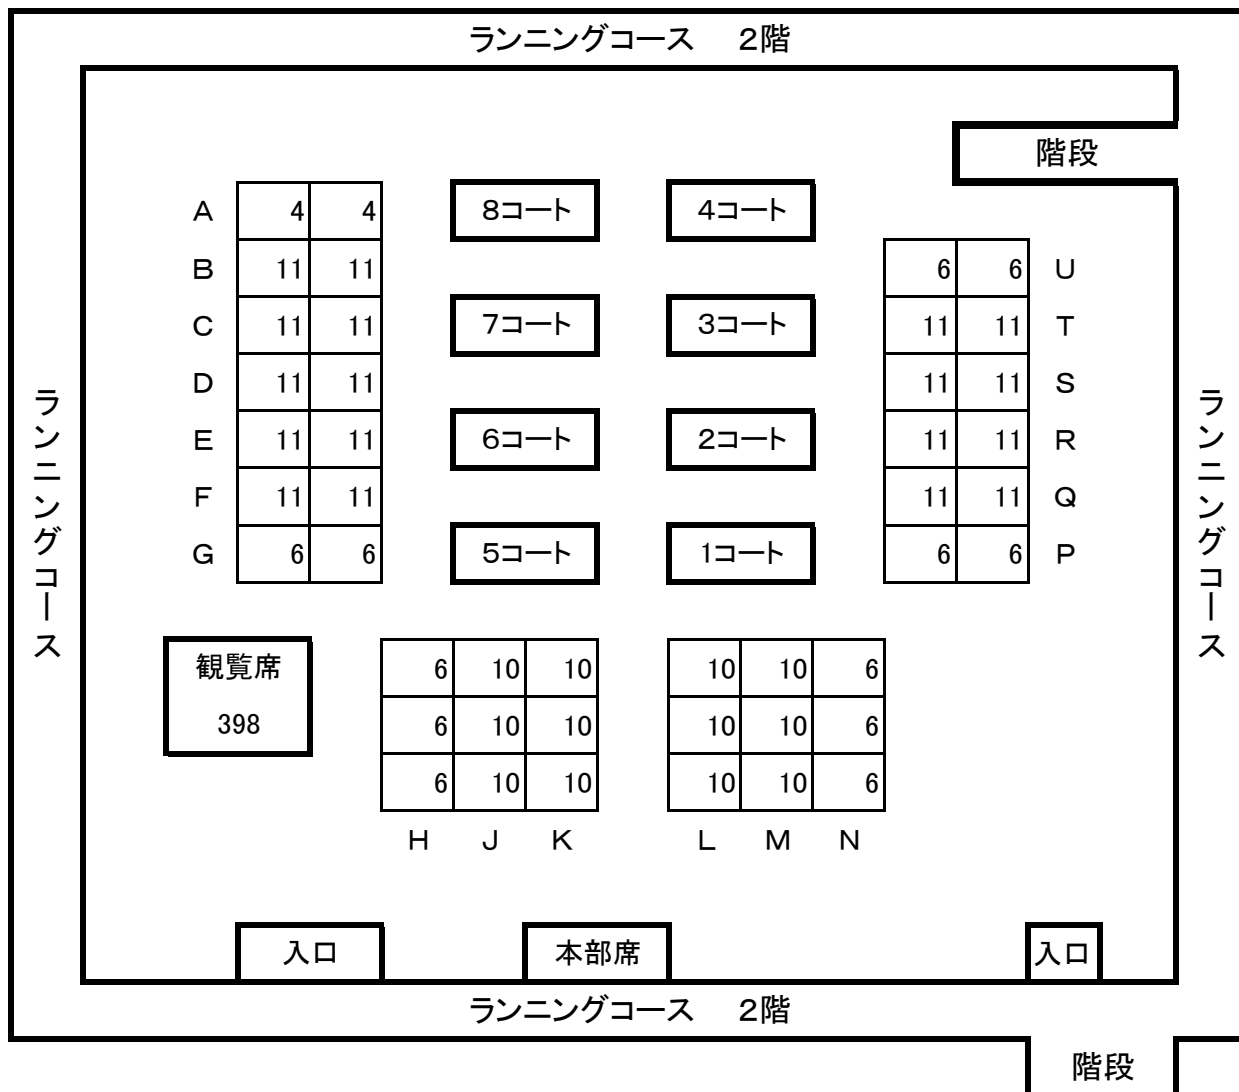 ランニングコース　２階
階段
A 4 4 8コート 4コート
B 11 11 6 6 U
C 11 11 7コート 3コート 11 11 T
D 11 11 11 11 S
E 11 11 6コート 2コート 11 11 R
F 11 11 11 11 Q
G 6 6 5コート 1コート 6 6 P
ランニングコース
ランニングコース
観覧席
398
6 10 10 10 10 6
6 10 10 10 10 6
6 10 10 10 10 6
H J K L M N
入口 本部席 入口
ランニングコース　２階
階段